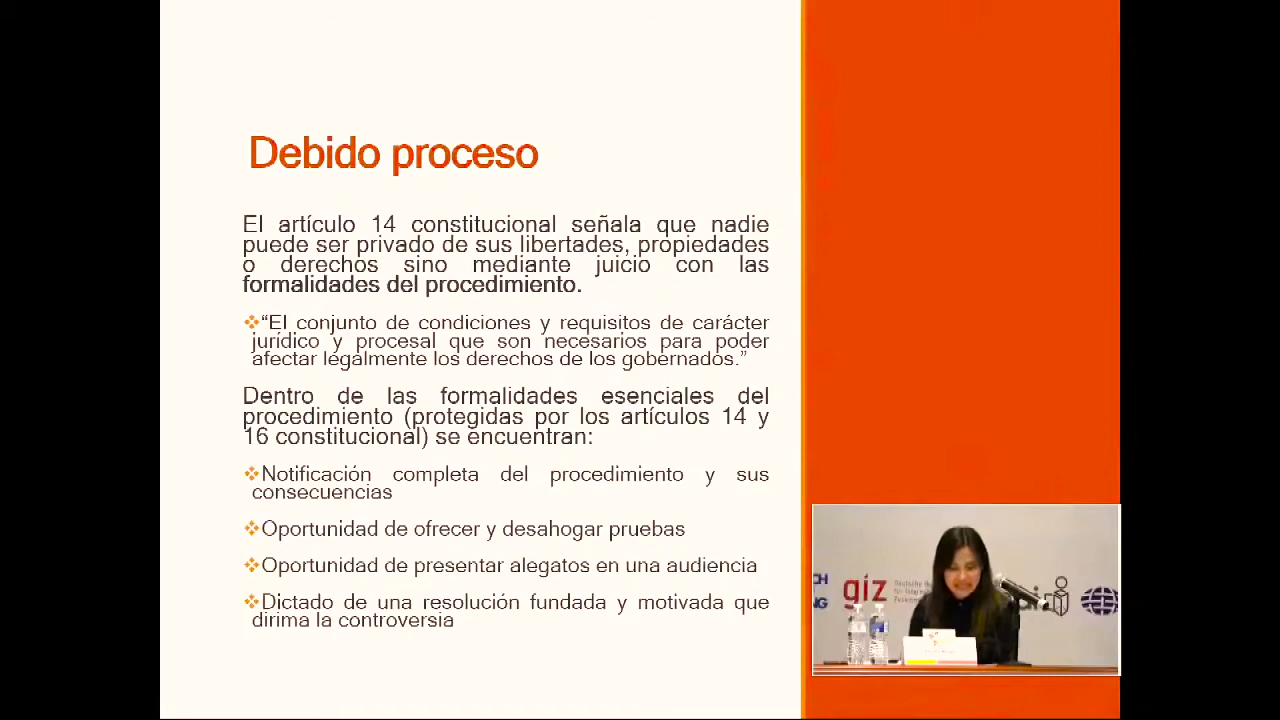 Debido proceso
El artículo 14 constitucional señala que nadie
puede ser privado de sus libertades, propiedades
o derechos sino mediante juicio con las
formalidades del procedimiento.
“El conjunto de condiciones y requisitos de carácter
jurídico y procesal que son necesarios para poder
afectar legalmente los derechos de los gobernados.”
Dentro de las formalidades esenciales del
procedimiento (protegidas por los artículos 14 y
16 constitucional) se encuentran:
Notificación completa del procedimiento y sus
consecuencias
Oportunidad de ofrecer y desahogar pruebas
Oportunidad de presentar alegatos en una audiencia
Dictado de una resolución fundada y motivada que
dirima la controversia
CH
NG
giz